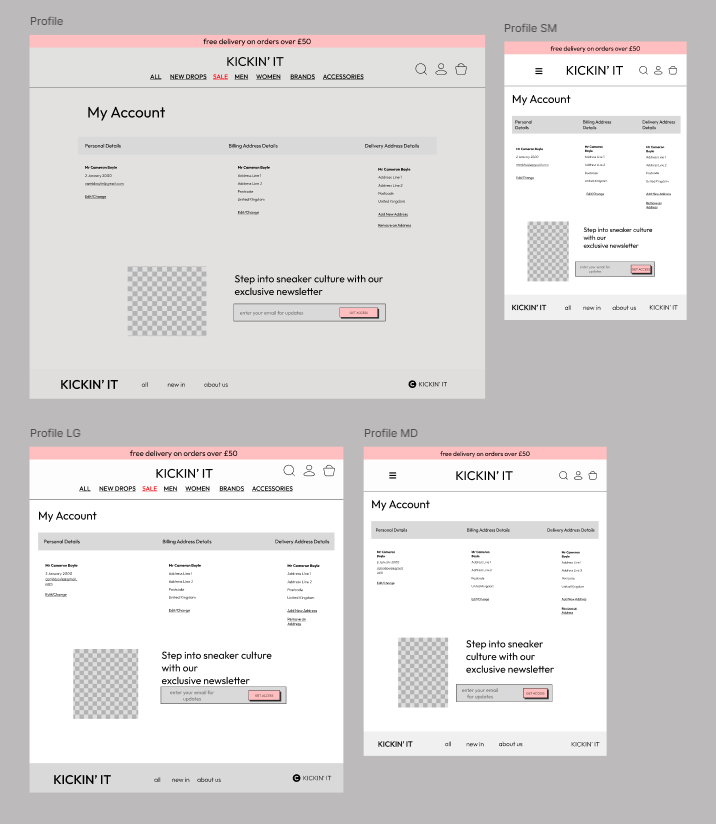 Profile
free delivery on orders over £50
KICKIN' IT
ALL NEW DROPS SALE MEN WOMEN BRANDS ACCESSORIES
My Account
Personal Details Billing Address Details Delivery Address Details
Mr Cameron Boyle Mr Cameron Boyle Mr Cameron Boyle
2 January 2000 Address Line 1 Address Line 1
Address Line 2 Address Line 2
Postcode Postcode
United Kingdom United Kingdom
Edit/Change Edit/Change Add New Address
Remove an Address
Step into sneaker culture with our
exclusive newsletter
enter your email for updates GET ACCESS
KICKIN' IT all new in about us C KICKIN' IT
Profile SM
free delivery on orders over £50
KICKIN' IT
My Account
Personal
Details
Billing Address
Details
Delivery Address
Details
Mr Cameron Boyle
2 January 2000
Edit/Change
Mr Cameron
Boyle
Address Line 1
Address Line 2
Postcode
United Kingdom
Edit/Change
Mr Cameron
Boyle
Address Line 1
Address Line 2
Postcode
United Kingdom
Add New Address
Remove an
Address
Step into sneaker culture
with our
exclusive newsletter
enter your email for
updates
GET ACCESS
KICKIN' IT all new in about us KICKIN' IT
Profile LG
free delivery on orders over £50
KICKIN' IT
ALL NEW DROPS SALE MEN WOMEN BRANDS ACCESSORIES
My Account
Personal Details Billing Address Details Delivery Address Details
Mr Cameron Boyle
2 January 2000
Edit/Change
Mr Cameron Boyle
Address Line 1
Address Line 2
Postcode
United Kingdom
Edit/Change
Mr Cameron Boyle
Address Line 1
Address Line 2
Postcode
United Kingdom
Add New Address
Remove an
Address
Step into sneaker culture
with our
exclusive newsletter
enter your email for
updates
GET ACCESS
KICKIN' IT all new in about us C KICKIN' IT
Profile MD
free delivery on orders over £50
KICKIN' IT
My Account
Personal Details Billing Address Details Delivery Address Details
Mr Cameron
Boyle
2 January 2000
Edit/Change
Mr Cameron
Boyle
Address Line 1
Address Line 2
Postcode
United Kingdom
Edit/Change
Mr Cameron
Boyle
Address Line 1
Address Line 2
Postcode
United Kingdom
Add New Address
Remove an
Address
Step into sneaker
culture with our
exclusive newsletter
enter your email
for updates
GET ACCESS
KICKIN' IT all new in about us KICKIN' IT